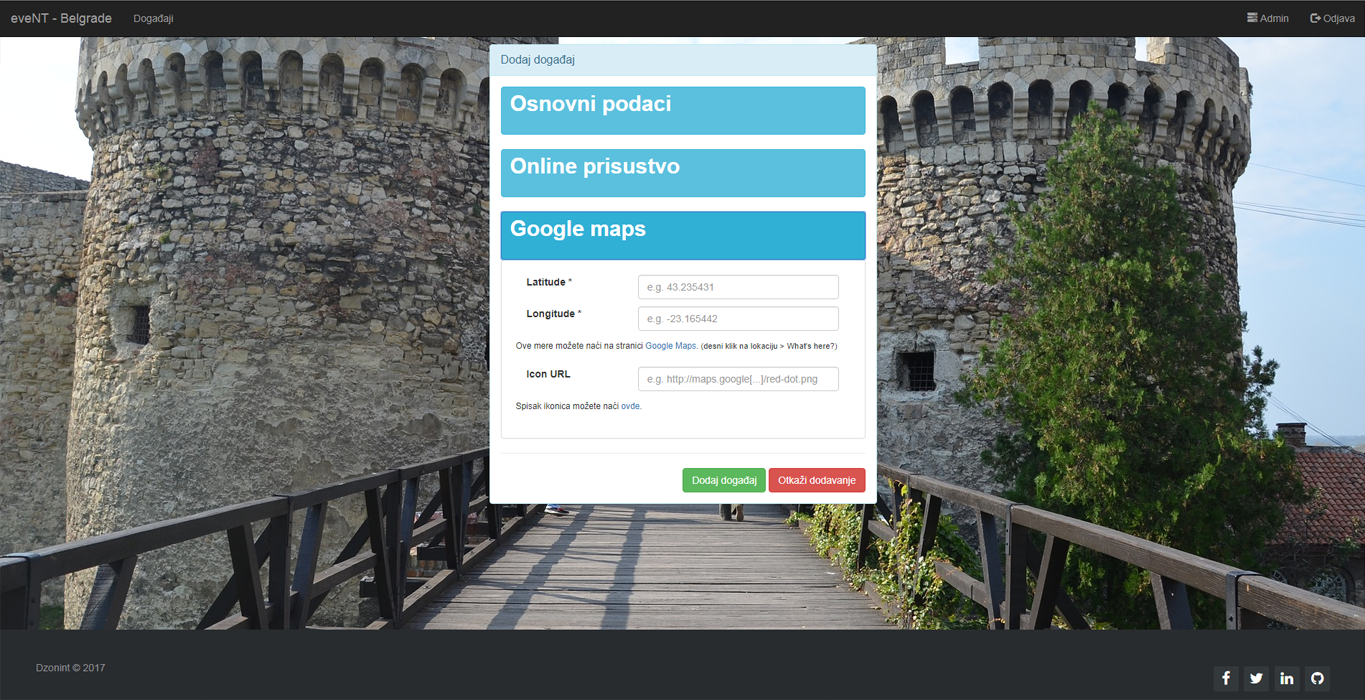 eveNT - Belgrade Događaji Admin Odjava
Dodaj događaj
Osnovni podaci
Online prisustvo
Google maps
Latitude * e.g. 43.235431
Longitude * e.g. -23.165442
Ove mere možete naći na stranici Google Maps. (desni klik na lokaciju > What's here?)
Icon URL e.g. http://maps.google[...]/red-dot.png
Spisak ikonica možete naći ovde.
Dodaj događaj Otkaži dodavanje
Dzonint © 2017